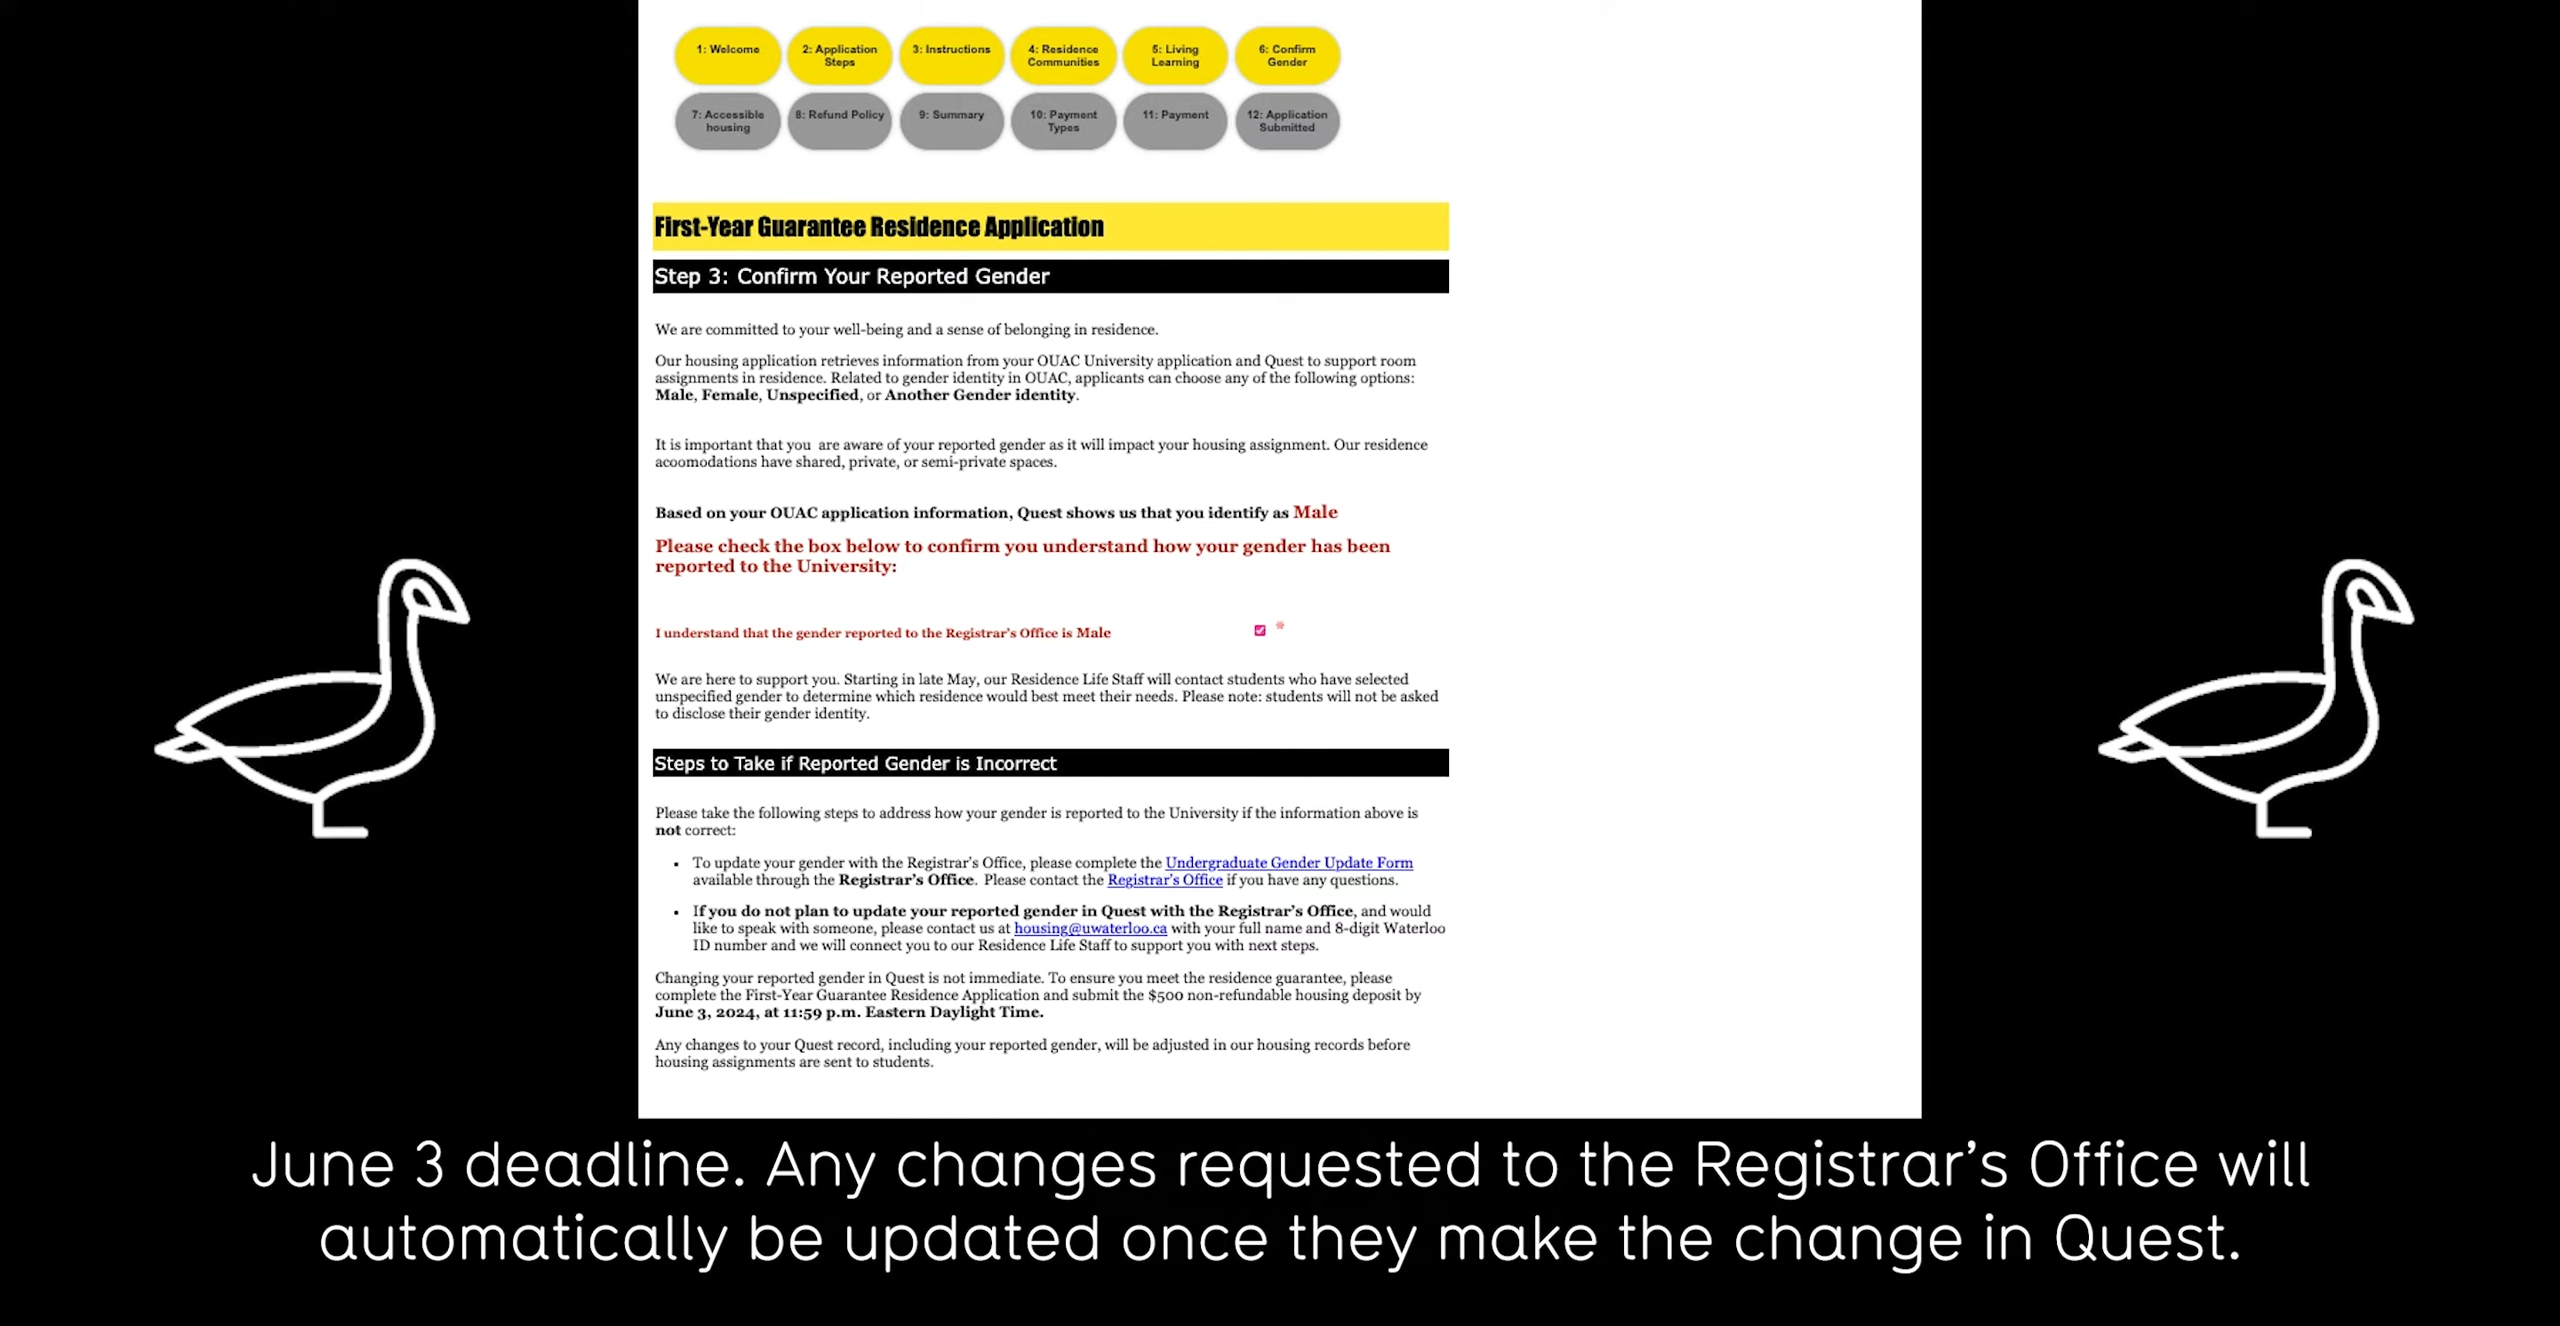 1: Welcome
2: Application
Steps
3: Instructions
4: Residence
Communities
5: Living
Learning
6: Confirm
Gender
7: Accessible
housing
8: Refund Policy
9: Summary
10: Payment
Types
11: Payment
12: Application
Submitted
First-Year Guarantee Residence Application
Step 3: Confirm Your Reported Gender
We are committed to your well-being and a sense of belonging in residence.
Our housing application retrieves information from your OUAC University application and Quest to support room
assignments in residence. Related to gender identity in OUAC, applicants can choose any of the following options:
Male, Female, Unspecified, or Another Gender identity.
It is important that you  are aware of your reported gender as it will impact your housing assignment. Our residence
acoomodations have shared, private, or semi-private spaces.
Based on your OUAC application information, Quest shows us that you identify as Male
Please check the box below to confirm you understand how your gender has been
reported to the University:
I understand that the gender reported to the Registrar's Office is Male *
We are here to support you. Starting in late May, our Residence Life Staff will contact students who have selected
unspecified gender to determine which residence would best meet their needs. Please note: students will not be asked
to disclose their gender identity.
Steps to Take if Reported Gender is Incorrect
Please take the following steps to address how your gender is reported to the University if the information above is
not correct:
• To update your gender with the Registrar's Office, please complete the Undergraduate Gender Update Form
available through the Registrar's Office.  Please contact the Registrar's Office if you have any questions.
• If you do not plan to update your reported gender in Quest with the Registrar's Office, and would
like to speak with someone, please contact us at housing@uwaterloo.ca with your full name and 8-digit Waterloo
ID number and we will connect you to our Residence Life Staff to support you with next steps.
Changing your reported gender in Quest is not immediate. To ensure you meet the residence guarantee, please
complete the First-Year Guarantee Residence Application and submit the $500 non-refundable housing deposit by
June 3, 2024, at 11:59 p.m. Eastern Daylight Time.
Any changes to your Quest record, including your reported gender, will be adjusted in our housing records before
housing assignments are sent to students.
June 3 deadline. Any changes requested to the Registrar's Office will
automatically be updated once they make the change in Quest.